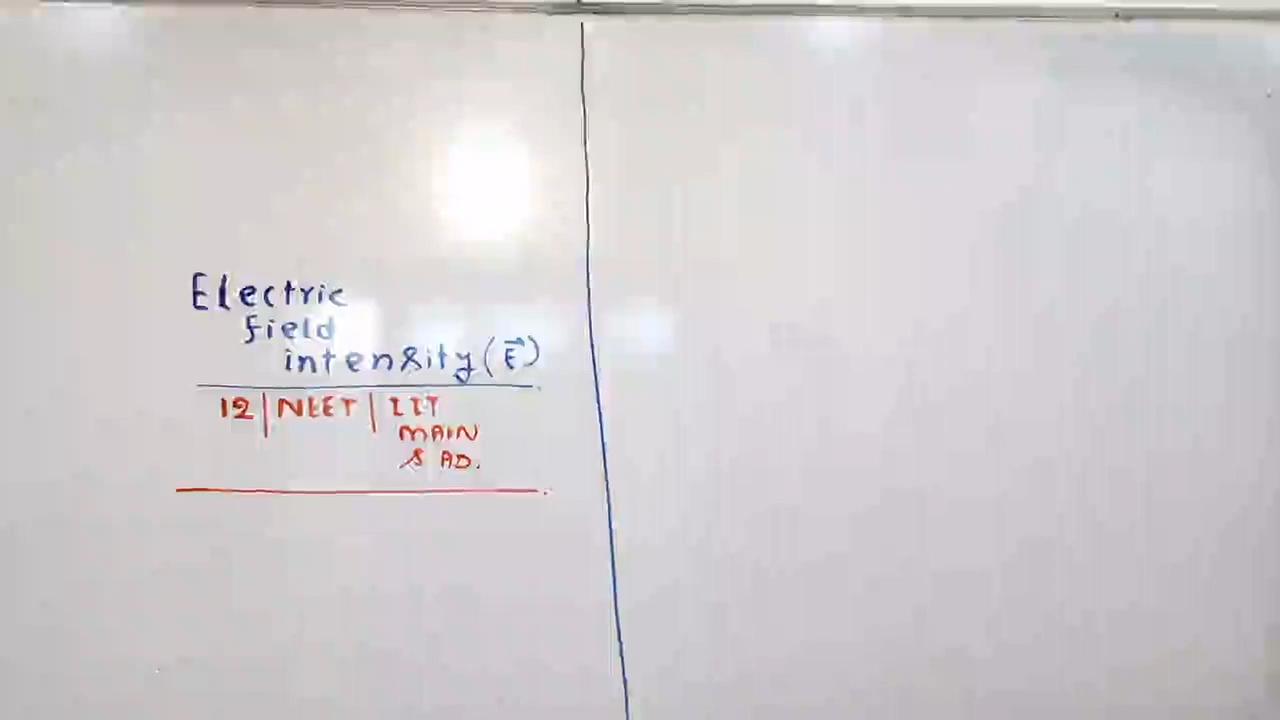 Electric
field
intensity (E⃗)
12 | NEET | IIT
MAIN
& AD.